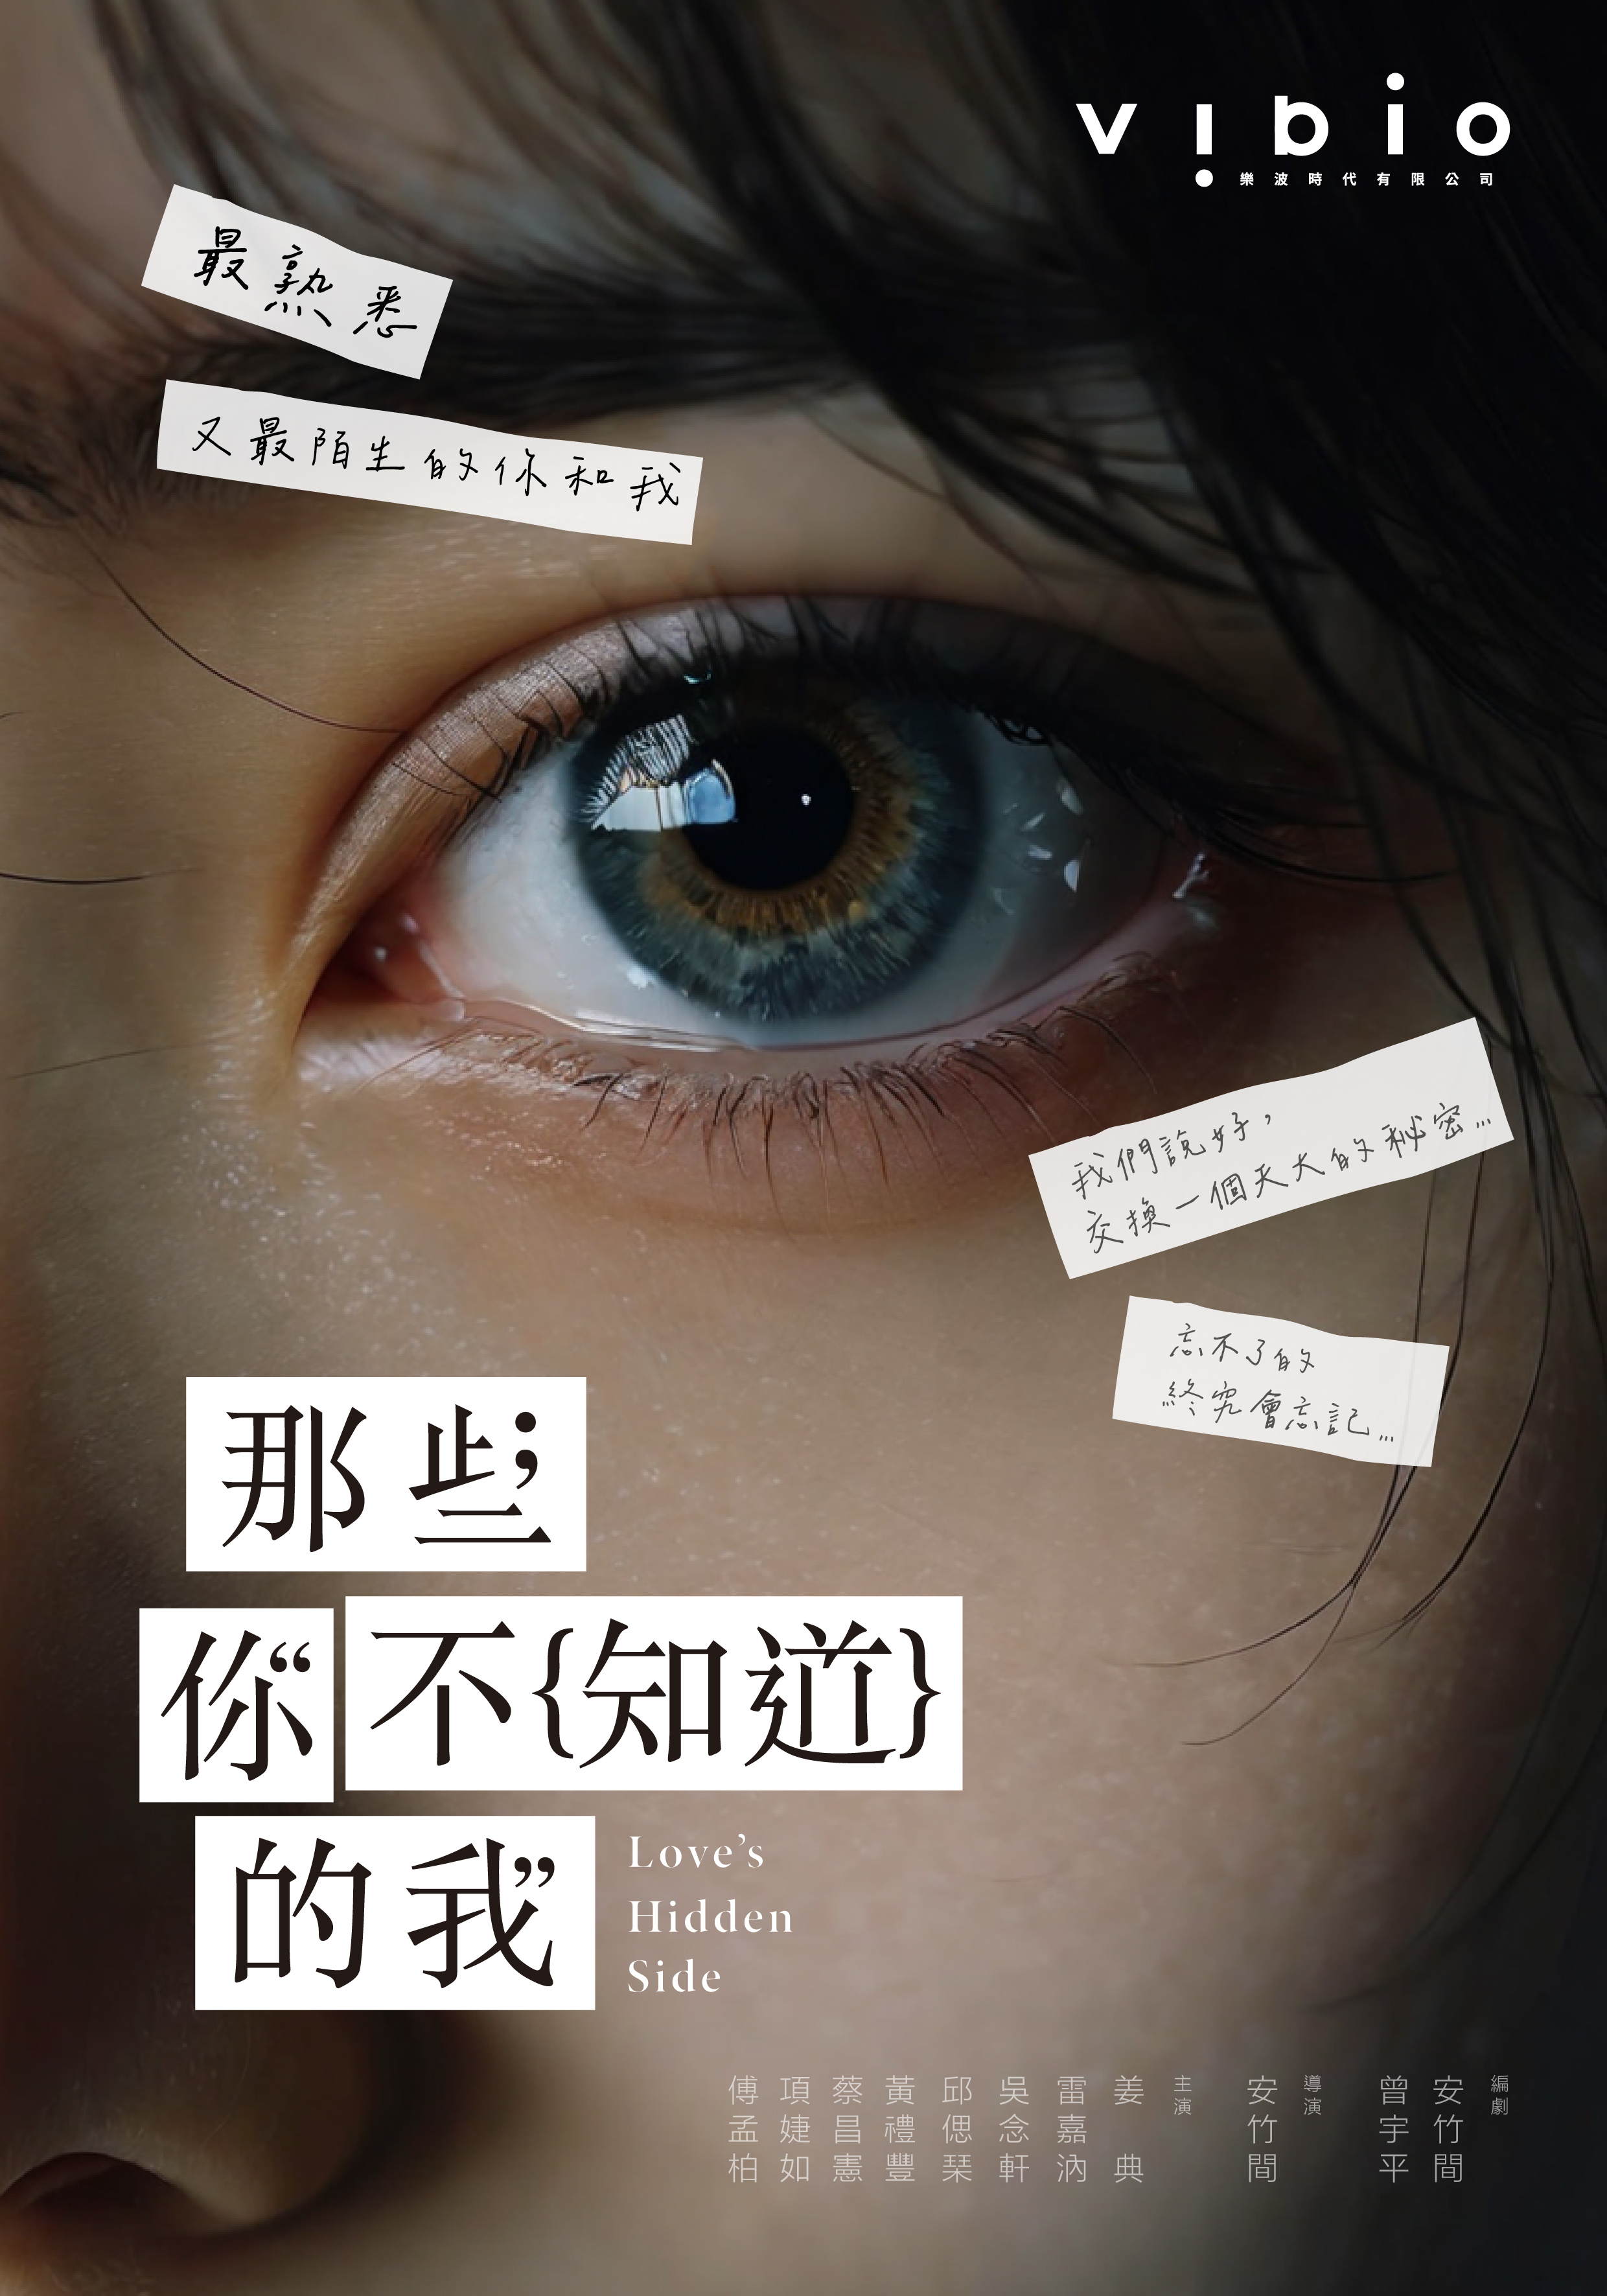 vibio
樂波時代有限公司
最熟悉
又最陌生的你和我
我們說好，
交換一個天大的秘密...
忘不了的
終究會忘記...
那些;
你“不{知道}
的我”
Love's
Hidden
Side
編劇
安竹間
曾宇平
導演
安竹間
主演
姜典
雷嘉汭
吳念軒
邱偲琹
黃禮豐
蔡昌憲
項婕如
傅孟柏